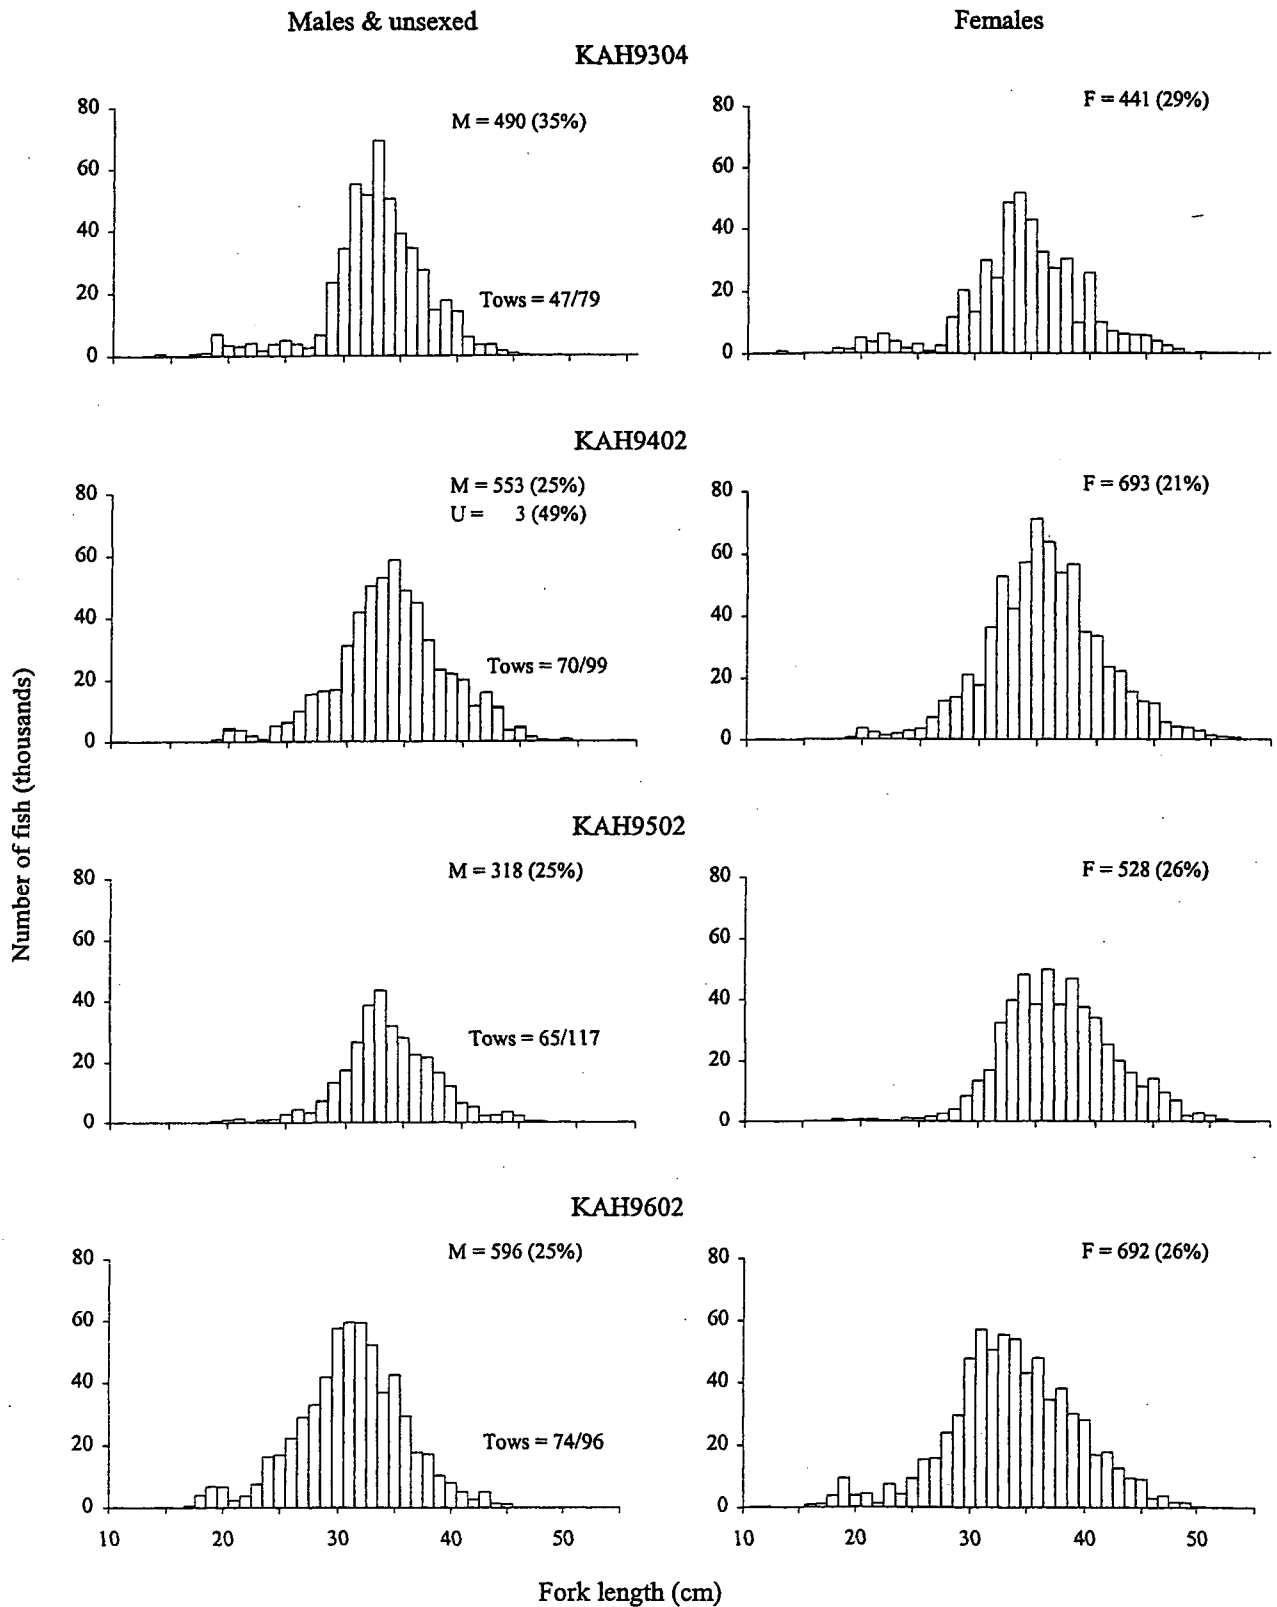 Males & unsexed
Females
KAH9304
M = 490 (35%)
F = 441 (29%)
80
60
40
20
0
Tows = 47/79
80
60
40
20
0
KAH9402
M = 553 (25%)
U = 3 (49%)
F = 693 (21%)
80
60
40
20
0
Tows = 70/99
80
60
40
20
0
Number of fish (thousands)
KAH9502
M = 318 (25%)
F = 528 (26%)
80
60
40
20
0
Tows = 65/117
80
60
40
20
0
KAH9602
M = 596 (25%)
F = 692 (26%)
80
60
40
20
0
Tows = 74/96
80
60
40
20
0
10 20 30 40 50
10 20 30 40 50
Fork length (cm)